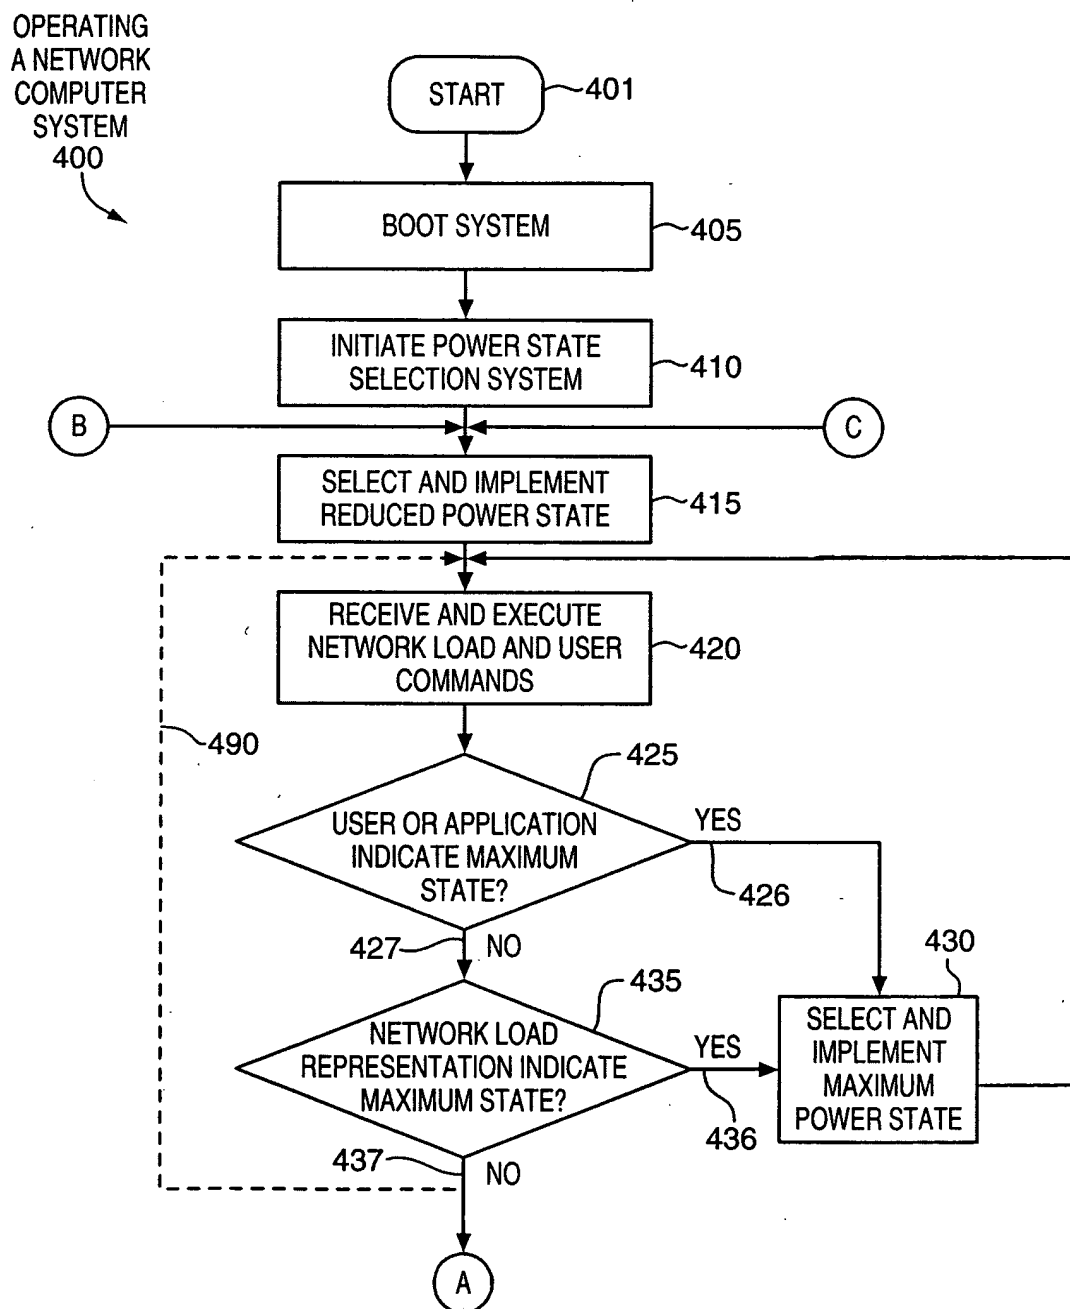 OPERATING
A NETWORK
COMPUTER
SYSTEM
400
START
401
BOOT SYSTEM
405
INITIATE POWER STATE
SELECTION SYSTEM
410
B
C
SELECT AND IMPLEMENT
REDUCED POWER STATE
415
RECEIVE AND EXECUTE
NETWORK LOAD AND USER
COMMANDS
420
490
425
USER OR APPLICATION
INDICATE MAXIMUM
STATE?
YES
426
427
NO
430
SELECT AND
IMPLEMENT
MAXIMUM
POWER STATE
435
NETWORK LOAD
REPRESENTATION INDICATE
MAXIMUM STATE?
YES
436
437
NO
A